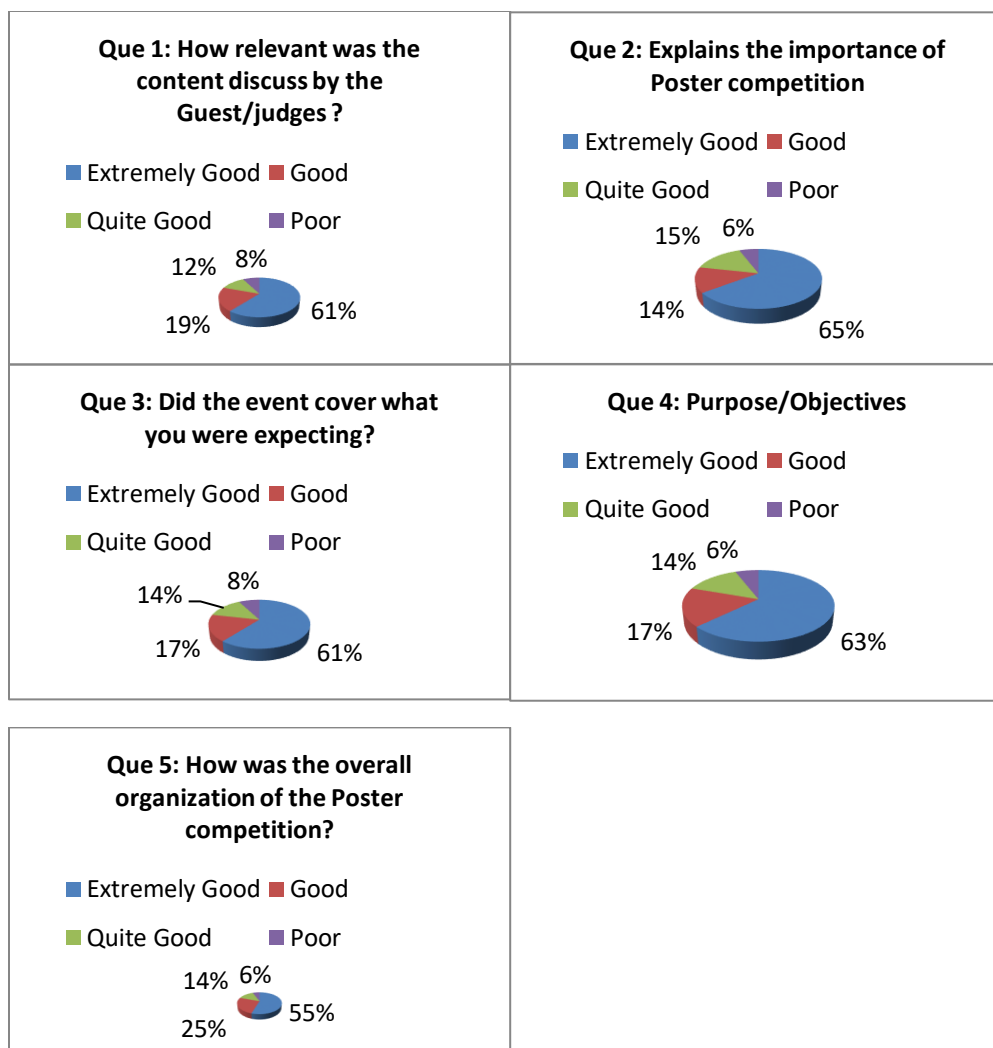 Que 1: How relevant was the
content discuss by the
Guest/judges ?
Extremely Good Good
Quite Good Poor
12% 8%
19% 61%
Que 2: Explains the importance of
Poster competition
Extremely Good Good
Quite Good Poor
15% 6%
14%
65%
Que 3: Did the event cover what
you were expecting?
Extremely Good Good
Quite Good Poor
8%
14%
17% 61%
Que 4: Purpose/Objectives
Extremely Good Good
Quite Good Poor
14% 6%
17%
63%
Que 5: How was the overall
organization of the Poster
competition?
Extremely Good Good
Quite Good Poor
14% 6%
55%
25%